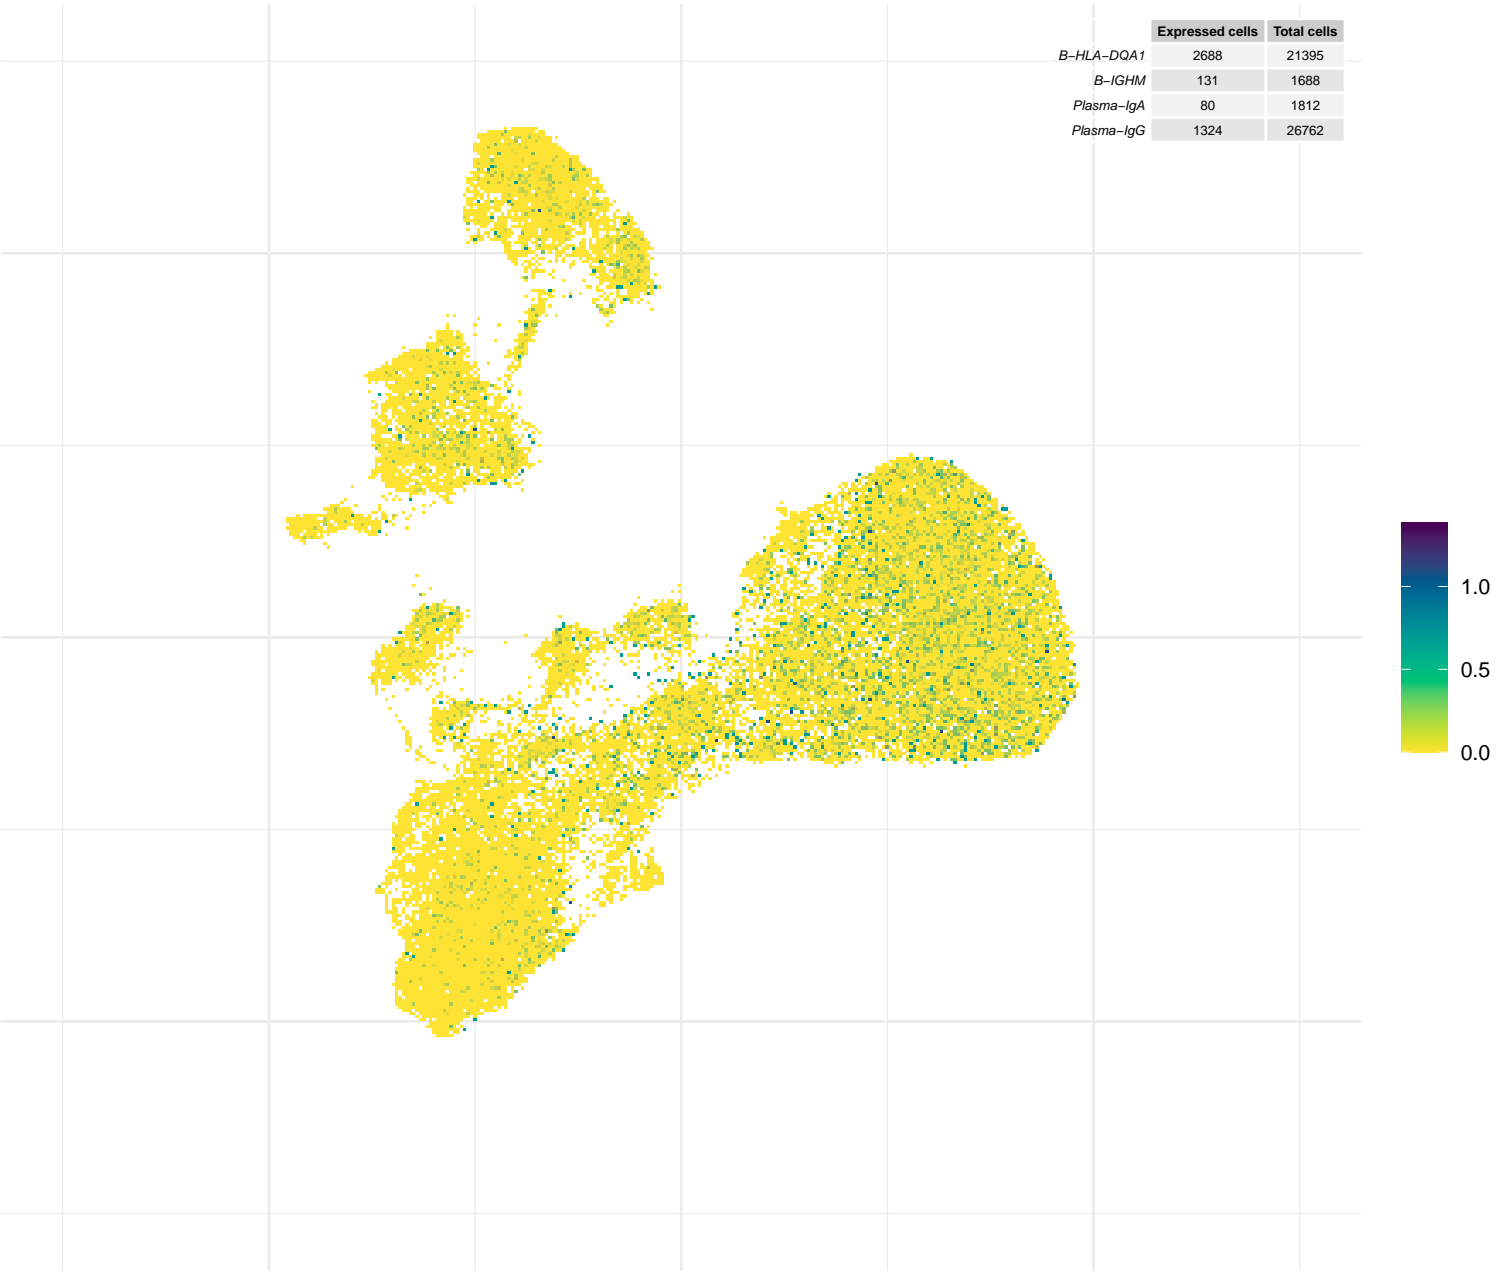 Expressed cells Total cells
B−HLA−DQA1 2688 21395
B−IGHM 131 1688
Plasma−IgA 80 1812
Plasma−IgG 1324 26762
1.0
0.5
0.0